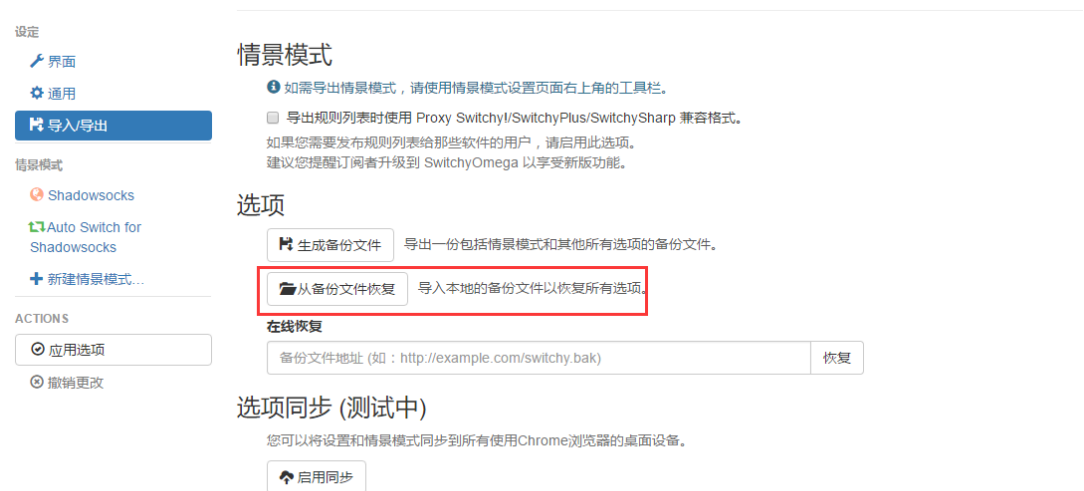 设定
界面
通用
导入/导出
情景模式
Shadowsocks
Auto Switch for
Shadowsocks
新建情景模式...
ACTIONS
应用选项
撤销更改
情景模式
如需导出情景模式，请使用情景模式设置页面右上角的工具栏。
导出规则列表时使用 Proxy Switchy!/SwitchyPlus/SwitchySharp 兼容格式。
如果您需要发布规则列表给那些软件的用户，请启用此选项。
建议您提醒订阅者升级到 SwitchyOmega 以享受新版功能。
选项
生成备份文件 导出一份包括情景模式和其他所有选项的备份文件。
从备份文件恢复 导入本地的备份文件以恢复所有选项。
在线恢复
备份文件地址 (如：http://example.com/switchy.bak) 恢复
选项同步 (测试中)
您可以将设置和情景模式同步到所有使用Chrome浏览器的桌面设备。
启用同步